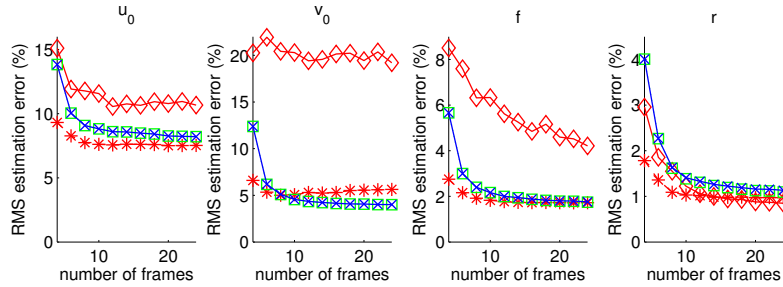 u0
RMS estimation error (%)
15
10
5
0
10
20
number of frames
v0
RMS estimation error (%)
20
15
10
5
0
10
20
number of frames
f
RMS estimation error (%)
8
6
4
2
0
10
20
number of frames
r
RMS estimation error (%)
4
3
2
1
0
10
20
number of frames